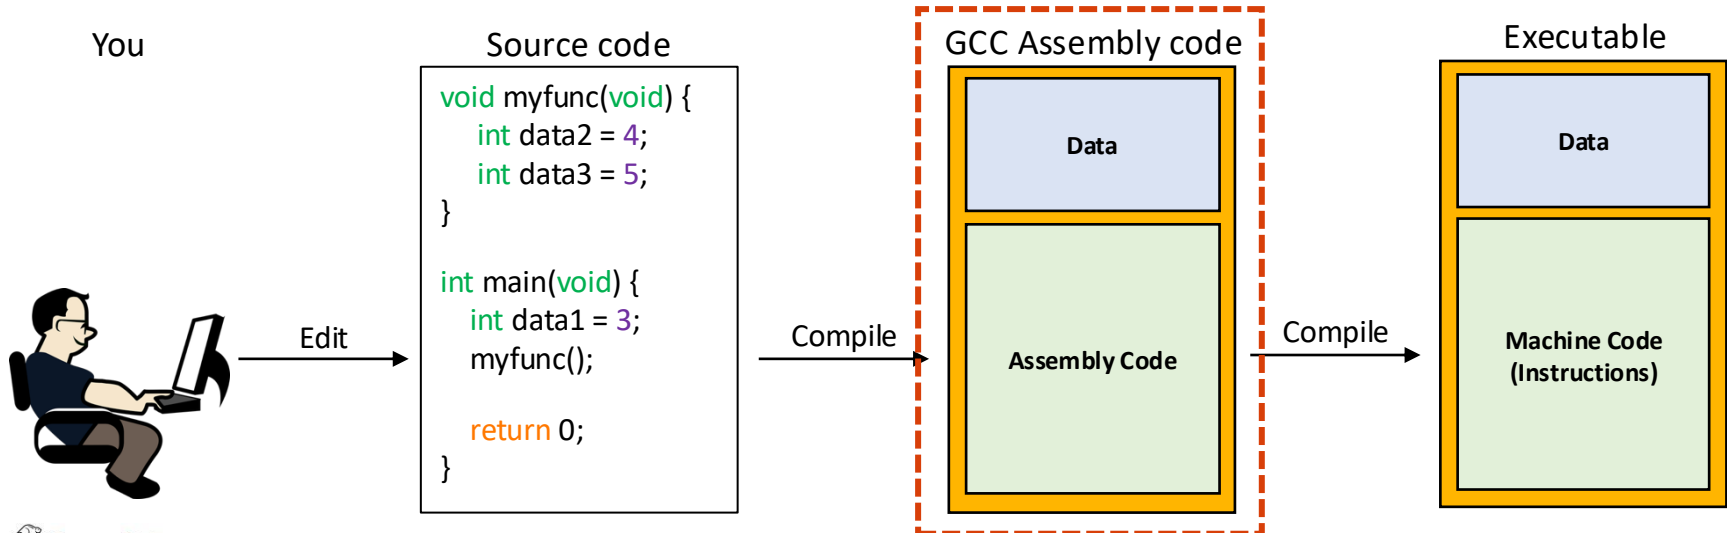 You
Edit
Source code
void myfunc(void) {
int data2 = 4;
int data3 = 5;
}
int main(void) {
int data1 = 3;
myfunc();
return 0;
}
Compile
GCC Assembly code
Data
Assembly Code
Compile
Executable
Data
Machine Code
(Instructions)